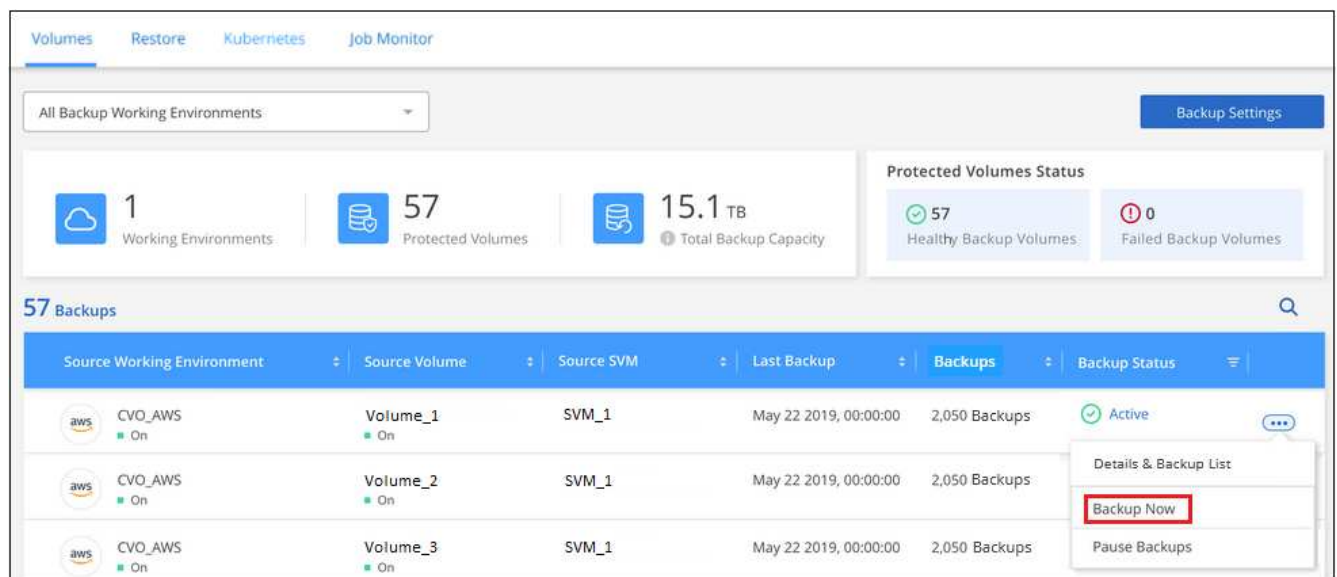 Volumes Restore Kubernetes Job Monitor
All Backup Working Environments
Backup Settings
1
Working Environments
57
Protected Volumes
15.1 TB
Total Backup Capacity
Protected Volumes Status
57
Healthy Backup Volumes
0
Failed Backup Volumes
57 Backups
Source Working Environment Source Volume Source SVM Last Backup Backups Backup Status
aws CVO_AWS Volume_1 SVM_1 May 22 2019, 00:00:00 2,050 Backups Active
On On
Details & Backup List
aws CVO_AWS Volume_2 SVM_1 May 22 2019, 00:00:00 2,050 Backups
On On
Backup Now
aws CVO_AWS Volume_3 SVM_1 May 22 2019, 00:00:00 2,050 Backups
Pause Backups
On On